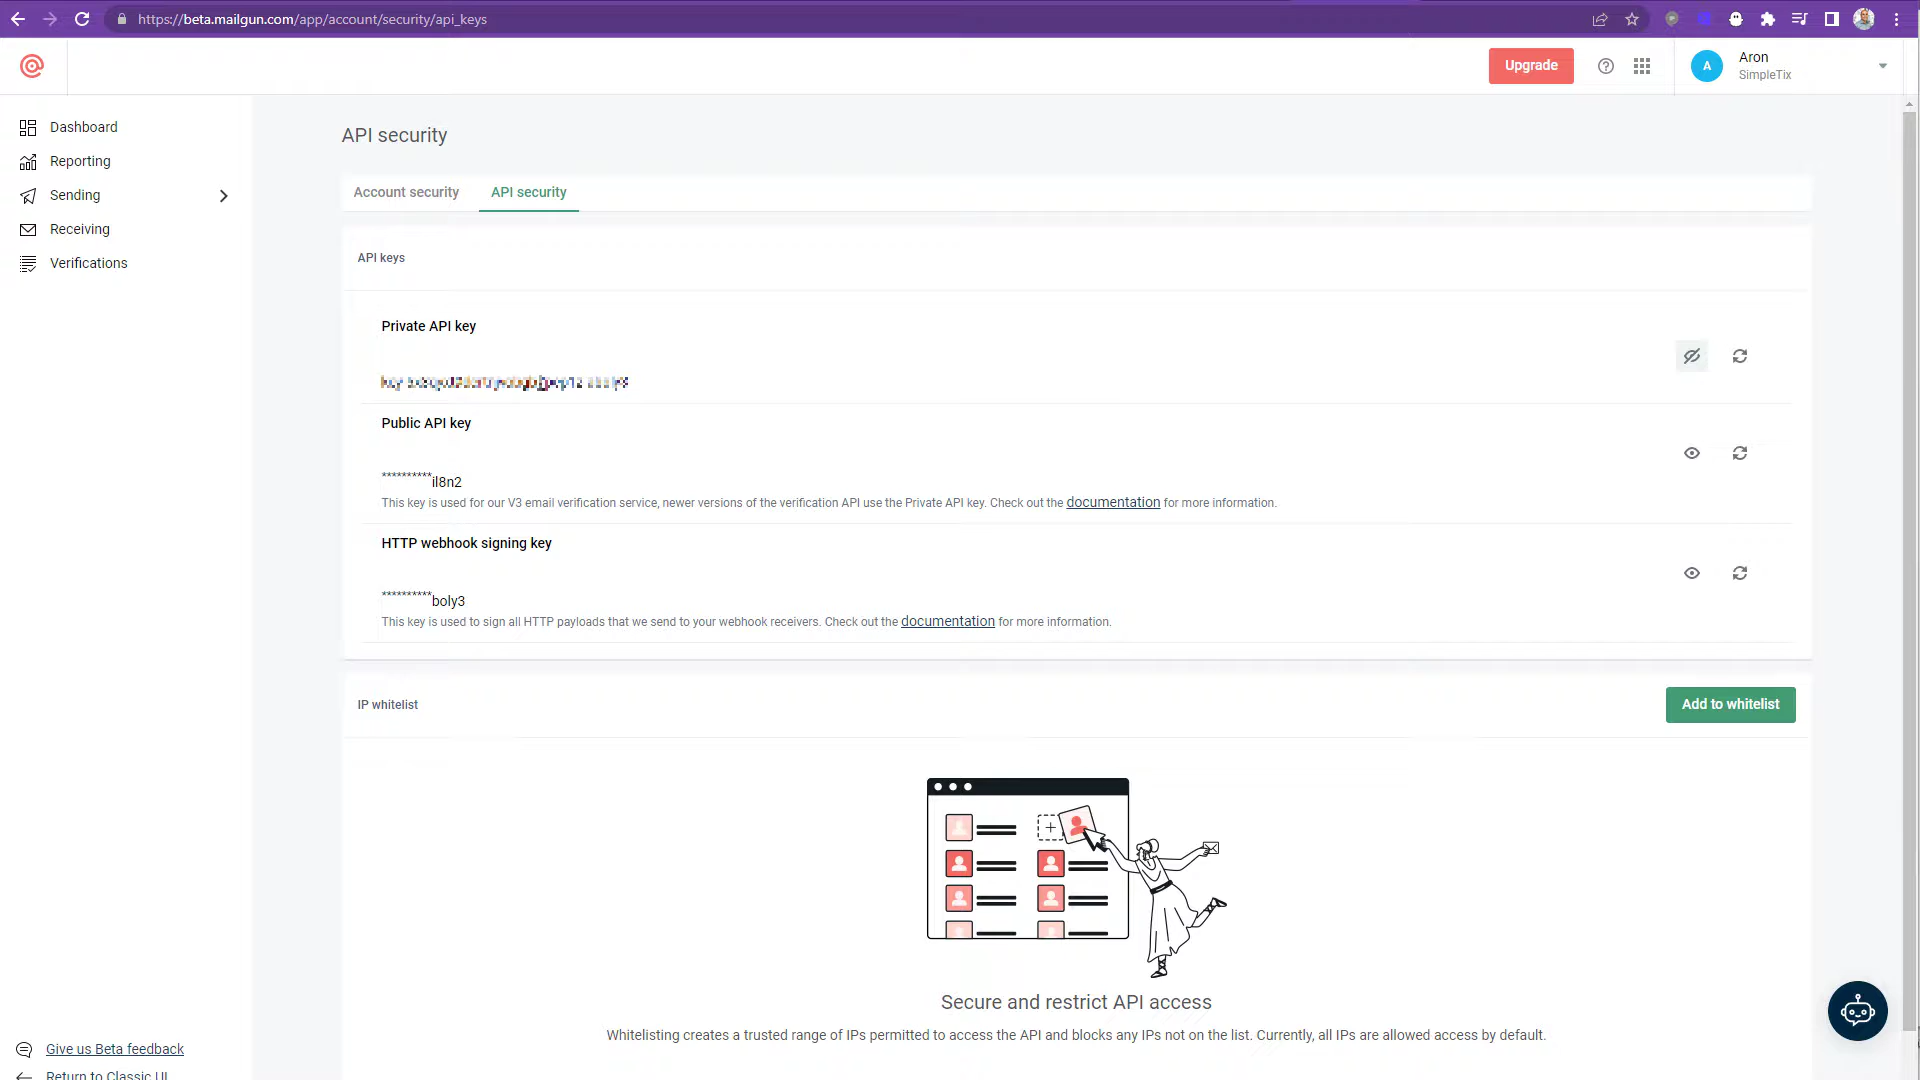 https://beta.mailgun.com/app/account/security/api_keys
Upgrade
A
Aron
SimpleTix
Dashboard
Reporting
Sending
Receiving
Verifications
API security
Account security
API security
API keys
Private API key
Public API key
**********il8n2
This key is used for our V3 email verification service, newer versions of the verification API use the Private API key. Check out the documentation for more information.
HTTP webhook signing key
**********boly3
This key is used to sign all HTTP payloads that we send to your webhook receivers. Check out the documentation for more information.
IP whitelist
Add to whitelist
Secure and restrict API access
Whitelisting creates a trusted range of IPs permitted to access the API and blocks any IPs not on the list. Currently, all IPs are allowed access by default.
Give us Beta feedback
Return to Classic UI